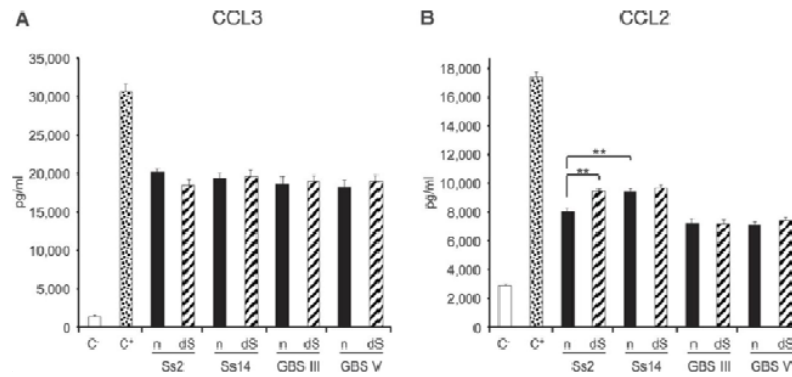 A
CCL3
35,000
30,000
25,000
20,000
15,000
10,000
5,000
0
pg/ml
C- C+ n dS n dS n dS n dS
Ss2 Ss14 GBS III GBS V
B
CCL2
18,000
16,000
14,000
12,000
10,000
8,000
6,000
4,000
2,000
0
pg/ml
**
**
C- C+ n dS n dS n dS n dS
Ss2 Ss14 GBS III GBS V